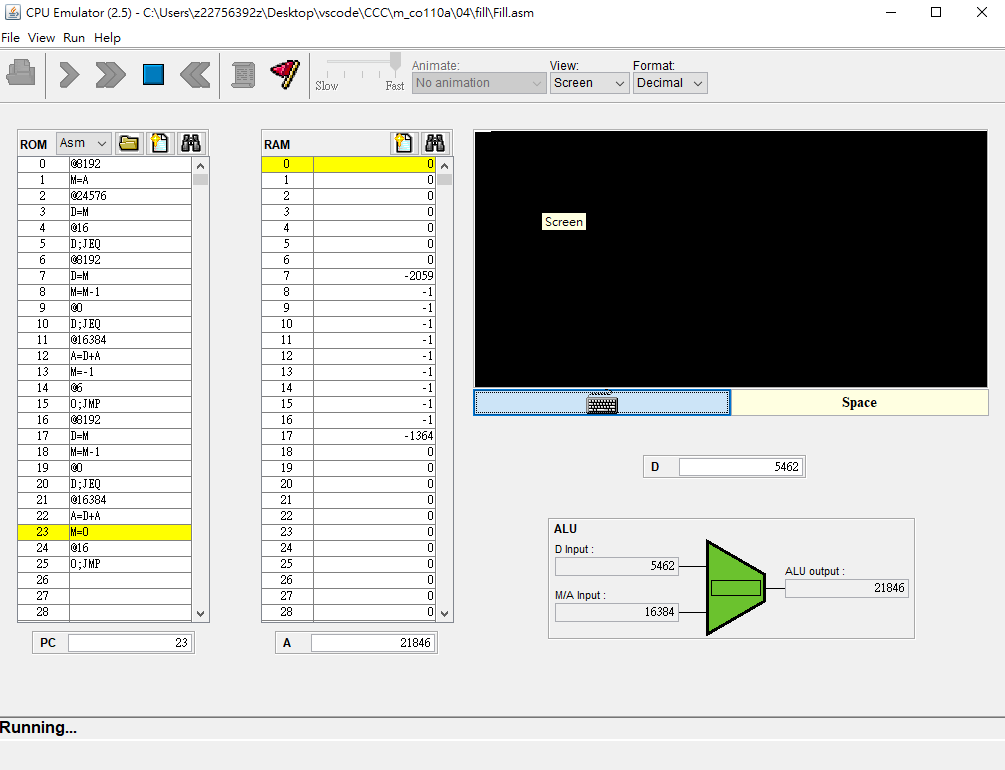 CPU Emulator (2.5) - C:\Users\z22756392z\Desktop\vscode\CCC\m_co110a\04\fill\Fill.asm
File View Run Help
Slow Fast
Animate:
No animation
View:
Screen
Format:
Decimal
ROM Asm
0 @8192
1 M=A
2 @24576
3 D=M
4 @16
5 D;JEQ
6 @8192
7 D=M
8 M=M-1
9 @0
10 D;JEQ
11 @16384
12 A=D+A
13 M=-1
14 @6
15 0;JMP
16 @8192
17 D=M
18 M=M-1
19 @0
20 D;JEQ
21 @16384
22 A=D+A
23 M=0
24 @16
25 0;JMP
26
27
28
PC 23
RAM
0 0
1 0
2 0
3 0
4 0
5 0
6 0
7 -2059
8 -1
9 -1
10 -1
11 -1
12 -1
13 -1
14 -1
15 -1
16 -1
17 -1364
18 0
19 0
20 0
21 0
22 0
23 0
24 0
25 0
26 0
27 0
28 0
A 21846
Screen
Space
D 5462
ALU
D Input :
5462
M/A Input :
16384
ALU output :
21846
Running...